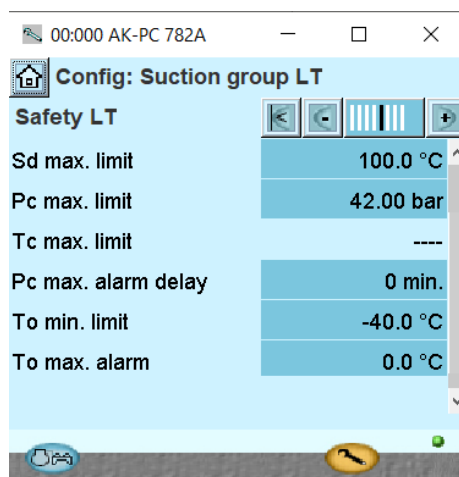 00:000 AK-PC 782A
Config: Suction group LT
Safety LT
Sd max. limit 100.0 °C
Pc max. limit 42.00 bar
Tc max. limit ----
Pc max. alarm delay 0 min.
To min. limit -40.0 °C
To max. alarm 0.0 °C